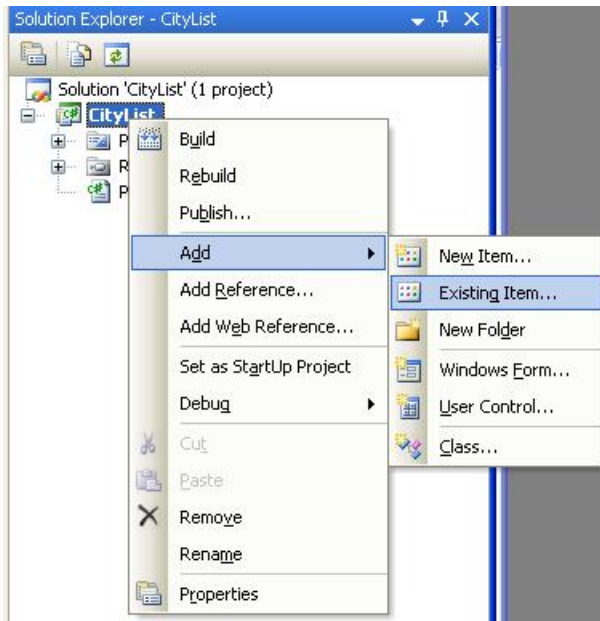 Solution Explorer - CityList
Solution 'CityList' (1 project)
CityList
P
R
P
Build
Rebuild
Publish...
Add
Add Reference...
Add Web Reference...
Set as StartUp Project
Debug
Cut
Paste
Remove
Rename
Properties
New Item...
Existing Item...
New Folder
Windows Form...
User Control...
Class...